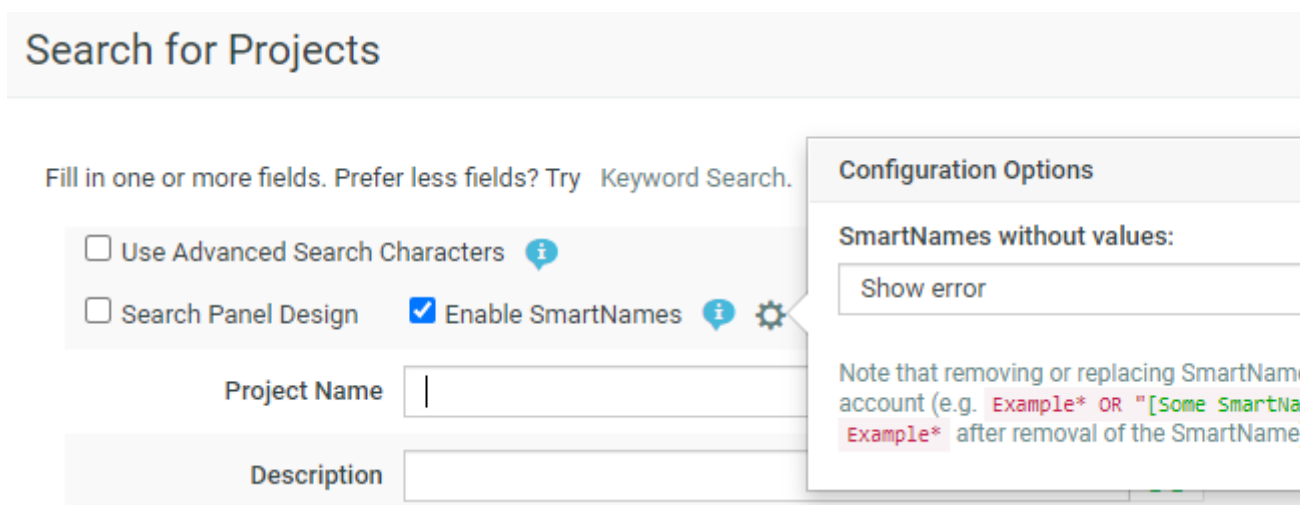 Search for Projects
Fill in one or more fields. Prefer less fields? Try Keyword Search.
Use Advanced Search Characters
Search Panel Design Enable SmartNames
Project Name
Description
Configuration Options
SmartNames without values:
Show error
Note that removing or replacing SmartName
account (e.g. Example* OR "[Some SmartNa
Example* after removal of the SmartName